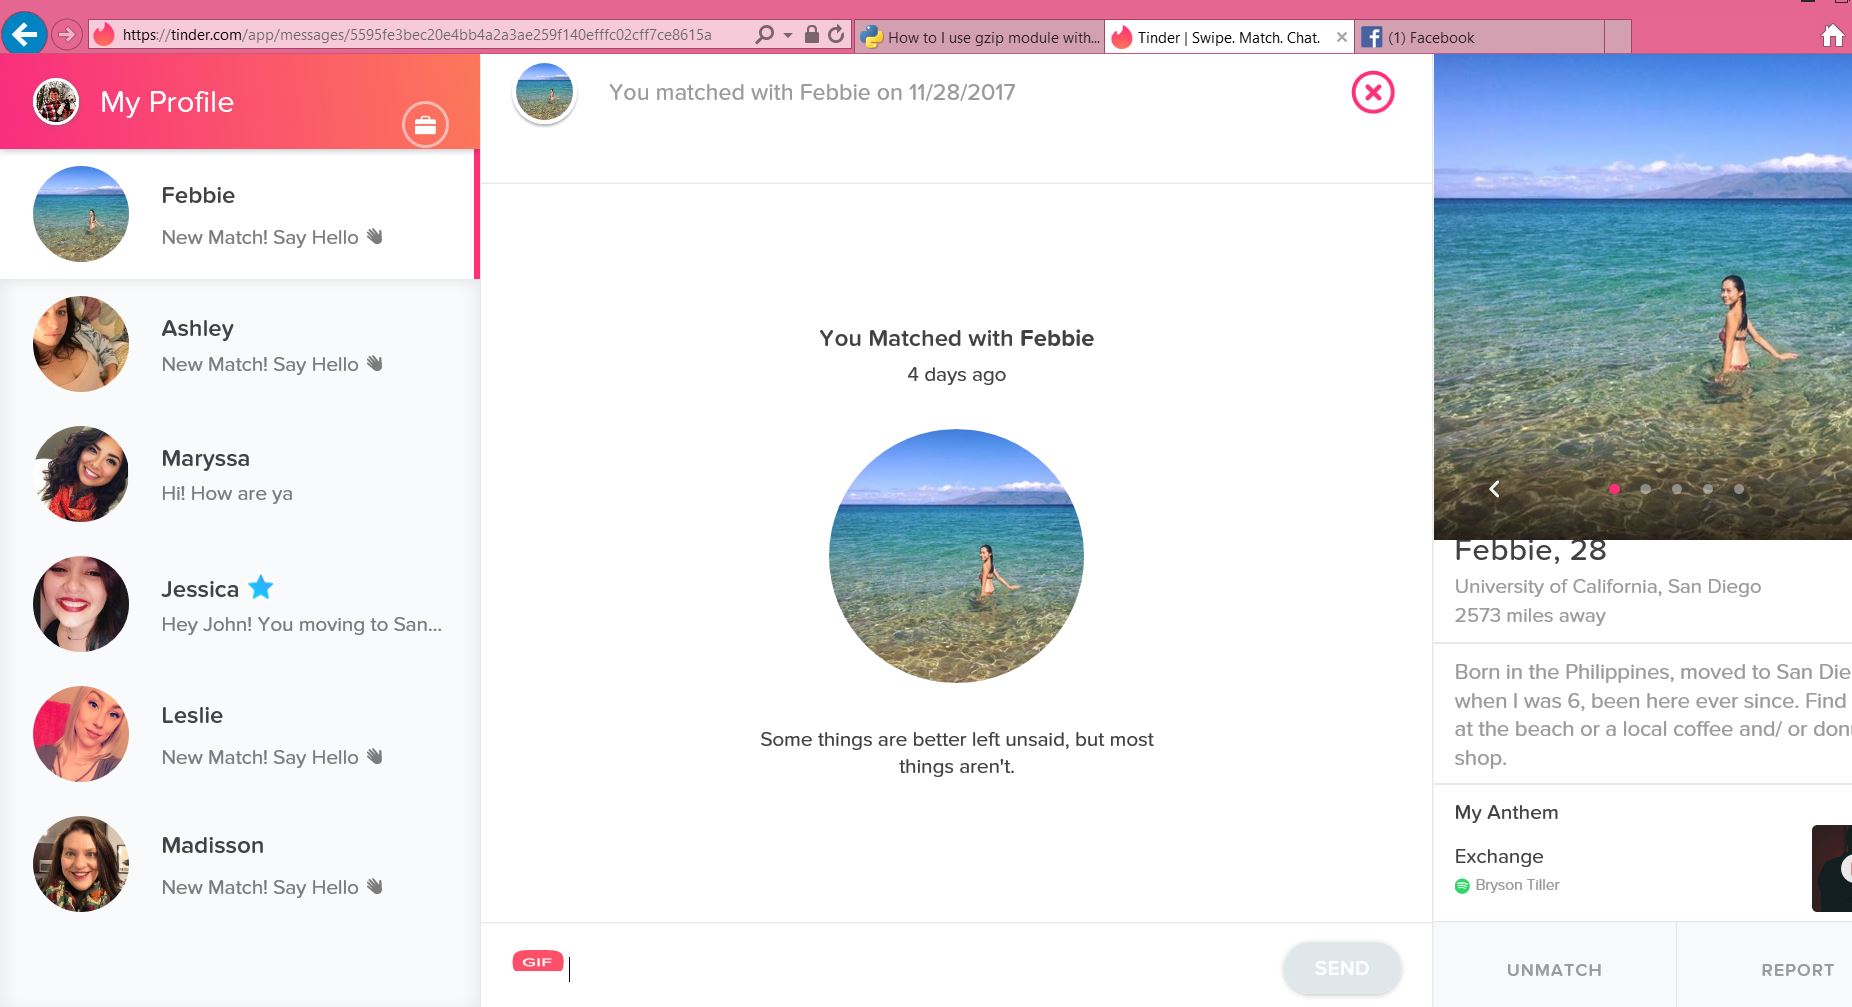 https://tinder.com/app/messages/5595fe3bec20e4bb4a2a3ae259f140efffc02cff7ce8615a
How to I use gzip module with...
Tinder | Swipe. Match. Chat.
(1) Facebook
My Profile
Febbie
New Match! Say Hello
Ashley
New Match! Say Hello
Maryssa
Hi! How are ya
Jessica
Hey John! You moving to San...
Leslie
New Match! Say Hello
Madisson
New Match! Say Hello
You matched with Febbie on 11/28/2017
You Matched with Febbie
4 days ago
Some things are better left unsaid, but most
things aren't.
GIF
SEND
Febbie, 28
University of California, San Diego
2573 miles away
Born in the Philippines, moved to San Die
when I was 6, been here ever since. Find
at the beach or a local coffee and/ or don
shop.
My Anthem
Exchange
Bryson Tiller
UNMATCH
REPORT